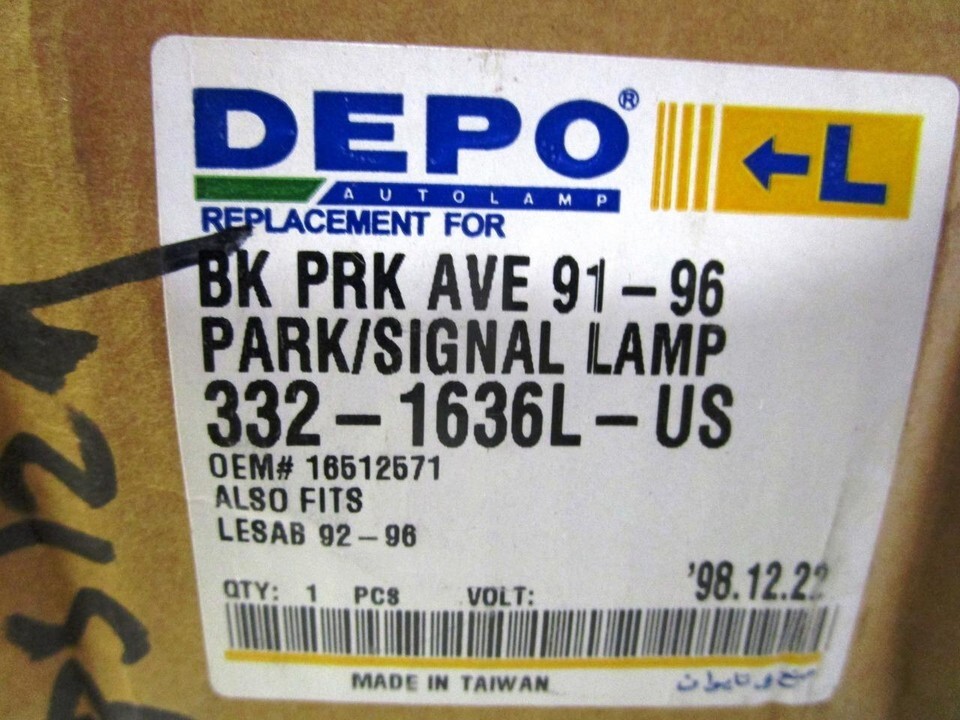 DEPO®
AUTOLAMP
←L
REPLACEMENT FOR
BK PRK AVE 91-96
PARK/SIGNAL LAMP
332-1636L-US
OEM# 16512571
ALSO FITS
LESAB 92-96
QTY: 1 PCS VOLT: '98.12.22
MADE IN TAIWAN